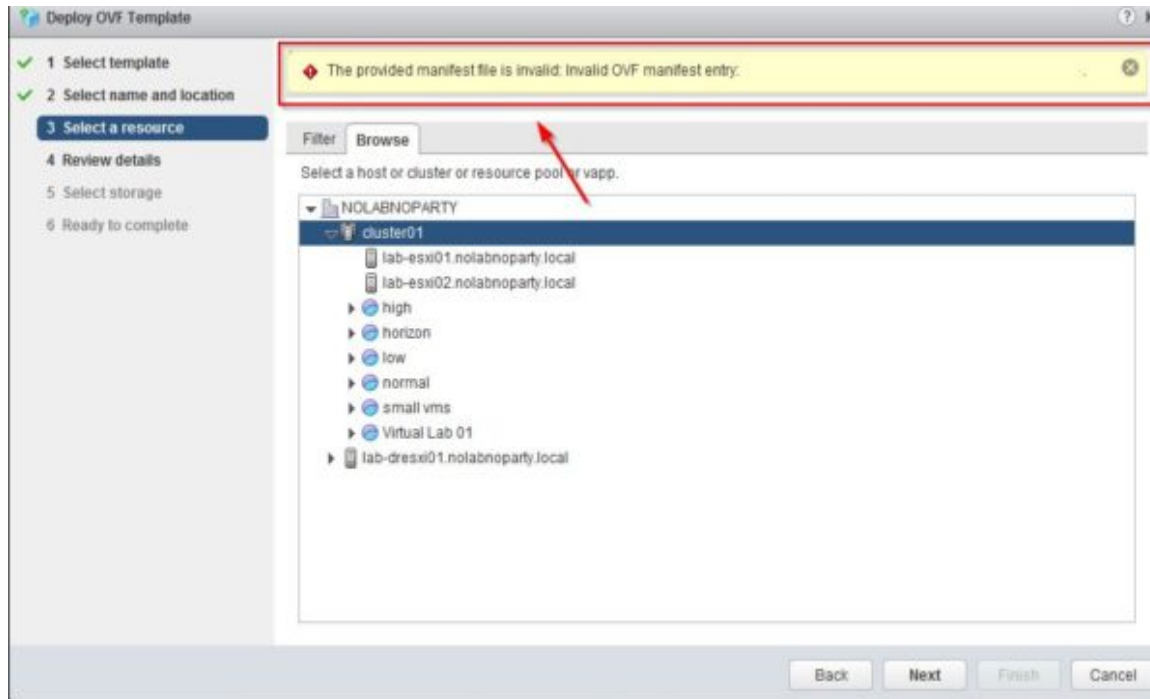 Deploy OVF Template
1 Select template
2 Select name and location
3 Select a resource
4 Review details
5 Select storage
6 Ready to complete
The provided manifest file is invalid: Invalid OVF manifest entry:
Filter Browse
Select a host or cluster or resource pool or vapp.
NOLABNOPARTY
cluster01
lab-esxi01.nolabnoparty.local
lab-esxi02.nolabnoparty.local
high
horizon
low
normal
small vms
Virtual Lab 01
lab-dresxi01.nolabnoparty.local
Back Next Finish Cancel